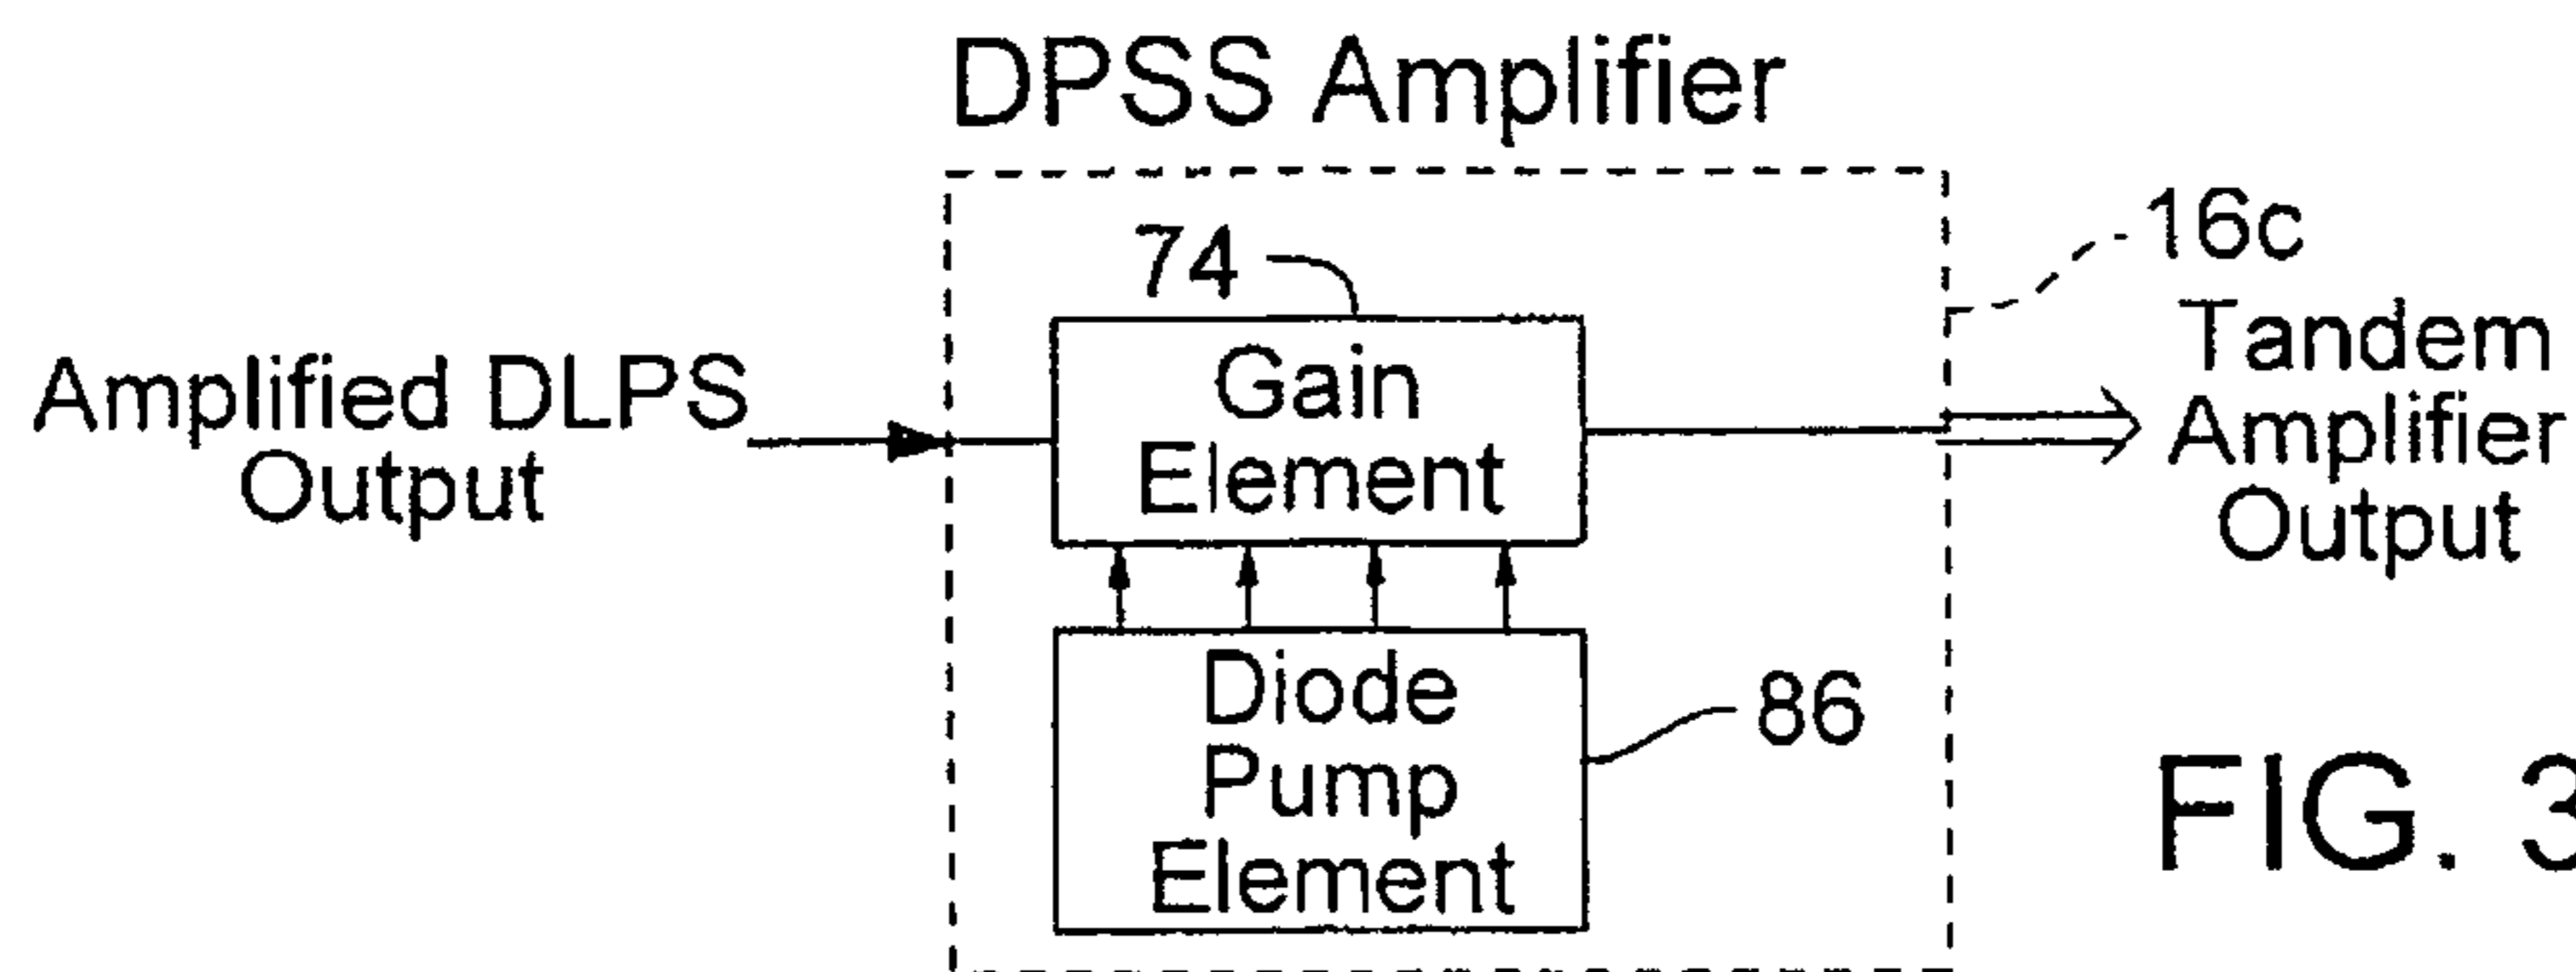 DPSS Amplifier
74
16c
Gain
Element
Amplified DLPS
Output
Tandem
Amplifier
Output
Diode
Pump
Element
86
FIG. 3